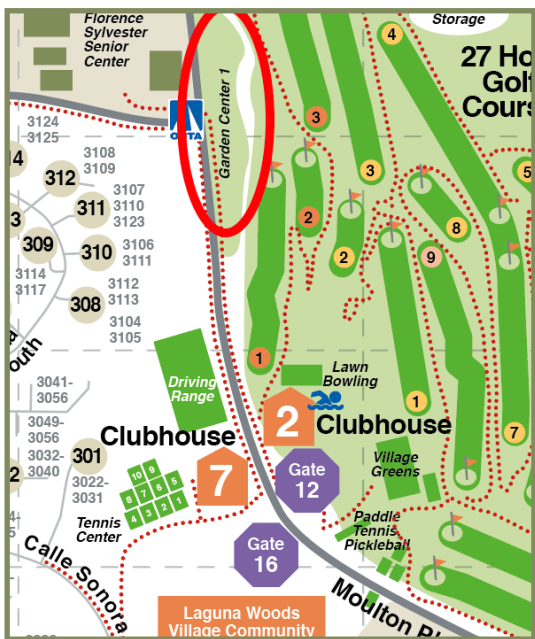 Florence
Sylvester
Senior
Center
Storage
4
27 Ho
Golf
Cours
Garden Center 1
OCTA
3124
3125
3
3108
3109
14
312
3107
3110
3123
311
3
5
2
8
309
310
3106
3111
2
9
3114
3117
308
3112
3113
3104
3105
outh
1
Lawn
Bowling
Driving
Range
3041-
3056
1
2
Clubhouse
Clubhouse
7
3049-
3056
3032-
3040
301
2
3022-
3031
7
Gate
12
Village
Greens
10 9
8 7 6 5
4 3 2 1
Tennis
Center
Paddle
Tennis
Pickleball
Calle Sonora
Gate
16
Moulton P
Laguna Woods
Village Community